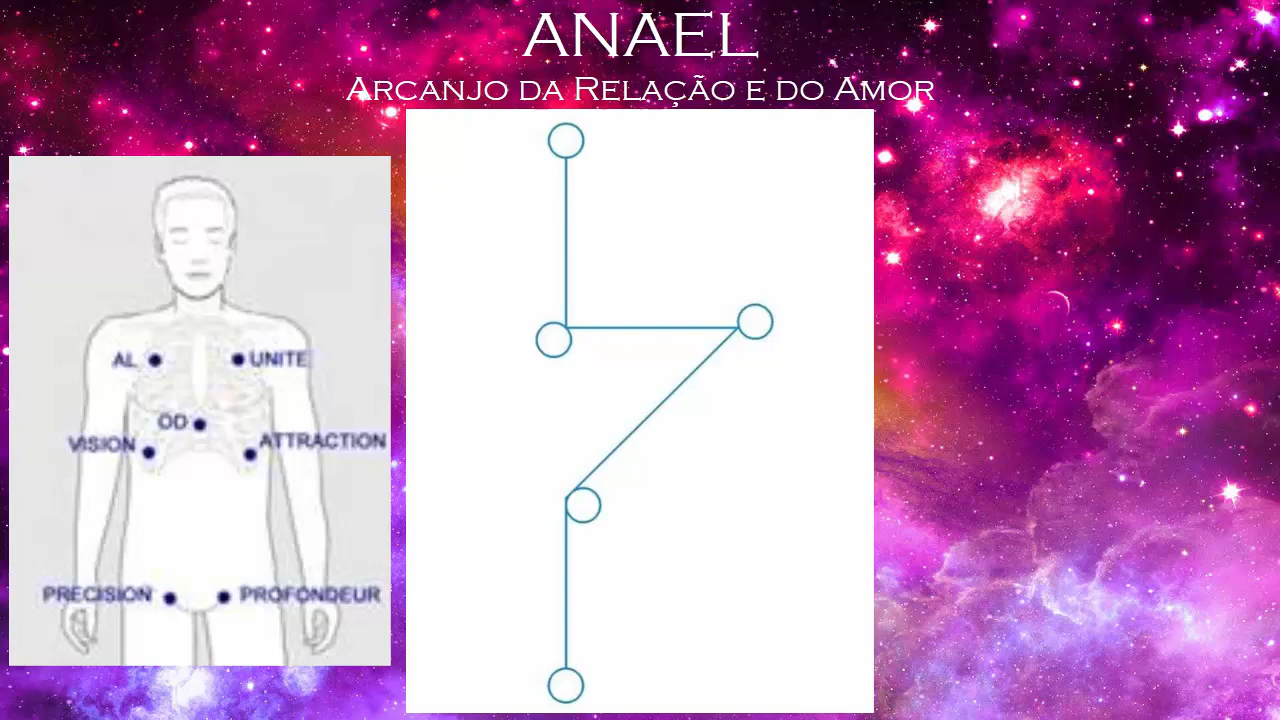 ANAEL
Arcanjo da Relação e do Amor
AL UNITE
OD
VISION ATTRACTION
PRECISION PROFONDEUR